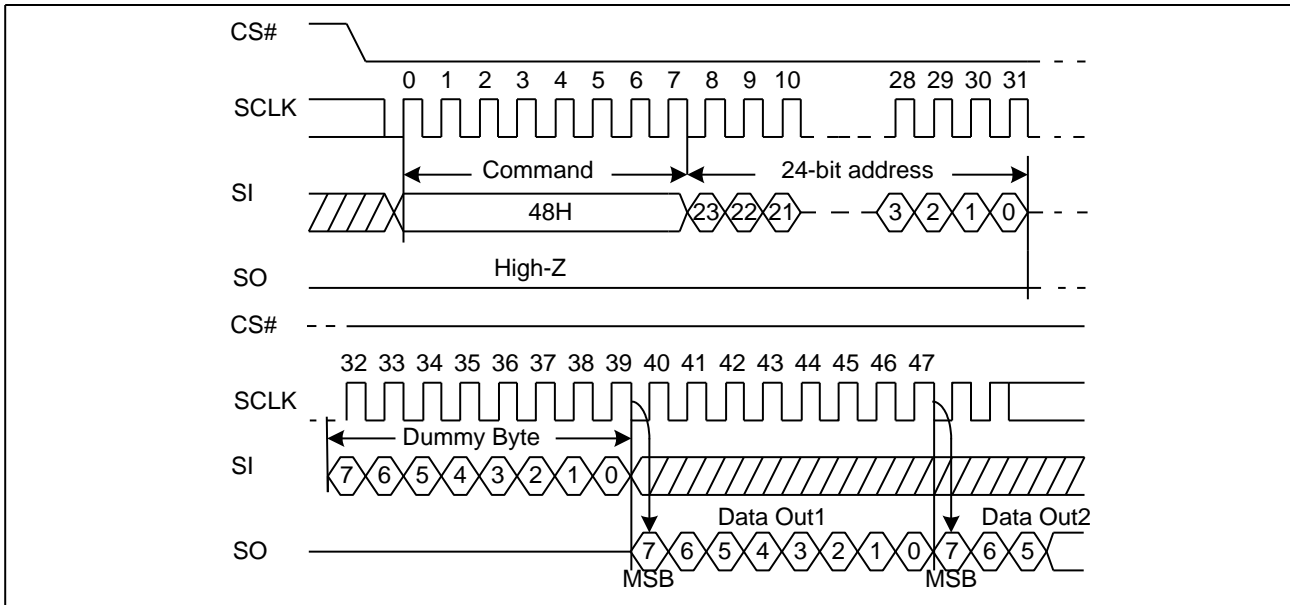 CS#
0 1 2 3 4 5 6 7 8 9 10 28 29 30 31
SCLK
Command 24-bit address
SI
48H 23 22 21 3 2 1 0
High-Z
SO
CS#
32 33 34 35 36 37 38 39 40 41 42 43 44 45 46 47
SCLK
Dummy Byte
SI
7 6 5 4 3 2 1 0
Data Out1 Data Out2
SO
7 6 5 4 3 2 1 0 7 6 5
MSB MSB